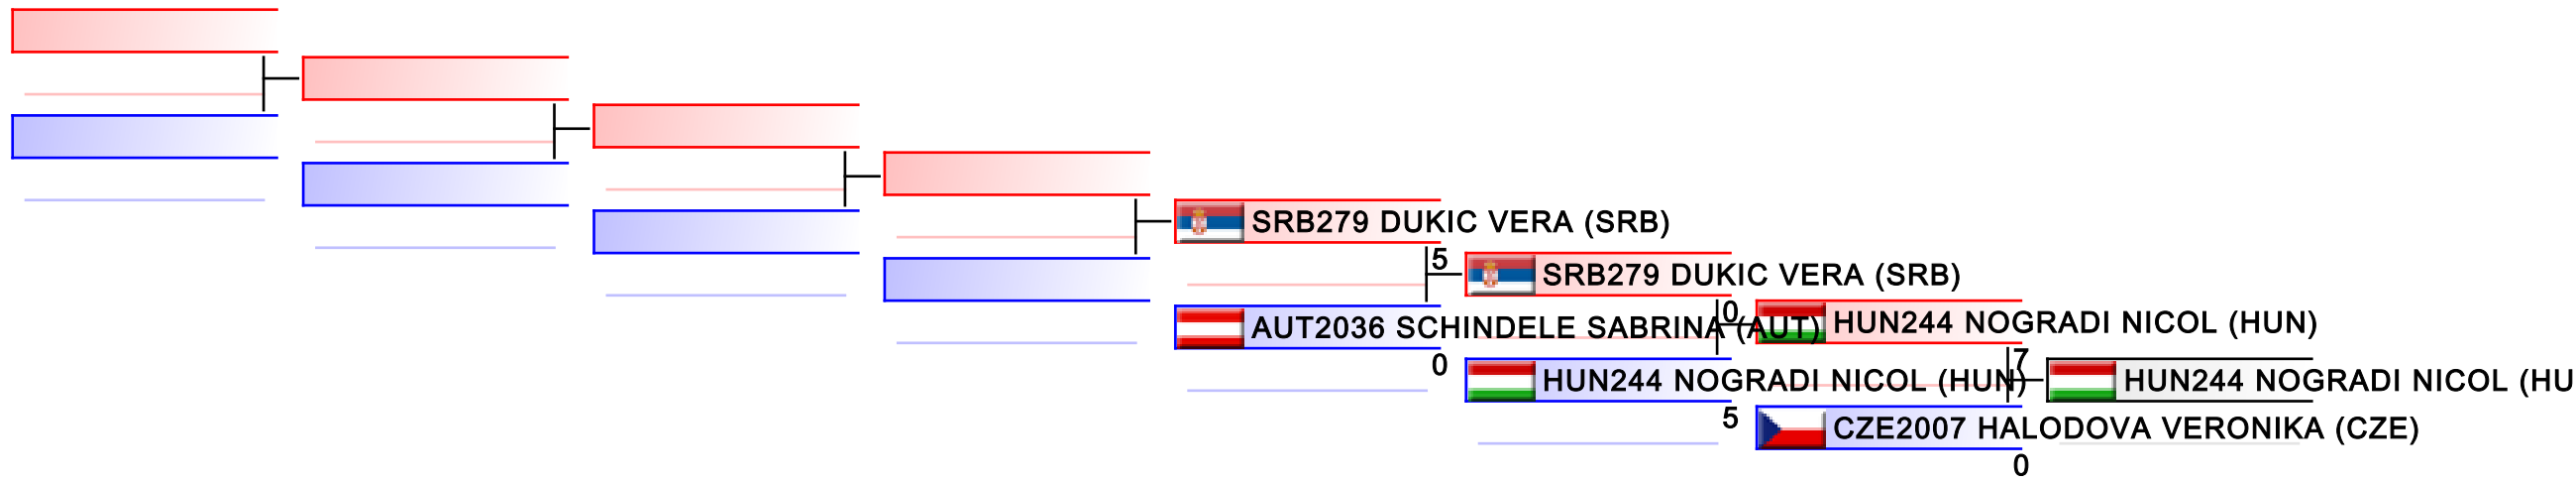 SRB279 DUKIC VERA (SRB)
5
SRB279 DUKIC VERA (SRB)
AUT2036 SCHINDELE SABRINA (AUT)
0
0
HUN244 NOGRADI NICOL (HUN)
HUN244 NOGRADI NICOL (HUN)
5
7
HUN244 NOGRADI NICOL (HU
CZE2007 HALODOVA VERONIKA (CZE)
0